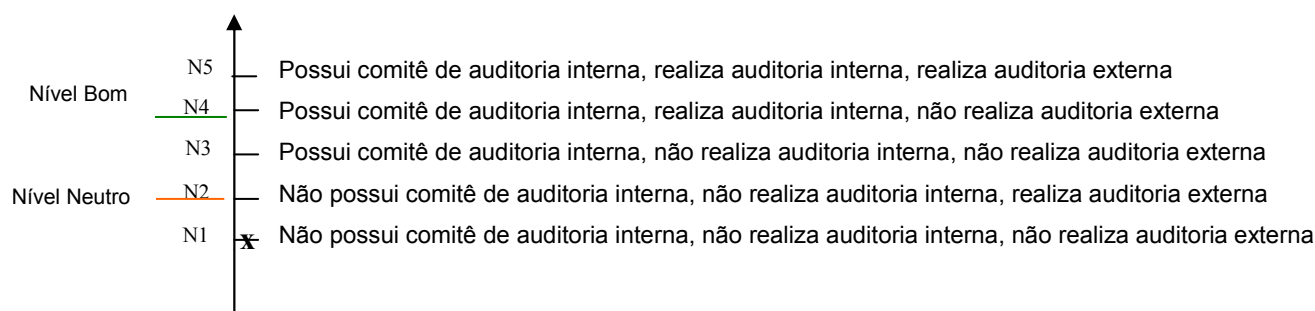 N5 Possui comitê de auditoria interna, realiza auditoria interna, realiza auditoria externa
Nível Bom
N4 Possui comitê de auditoria interna, realiza auditoria interna, não realiza auditoria externa
N3 Possui comitê de auditoria interna, não realiza auditoria interna, não realiza auditoria externa
Nível Neutro N2 Não possui comitê de auditoria interna, não realiza auditoria interna, realiza auditoria externa
N1 x Não possui comitê de auditoria interna, não realiza auditoria interna, não realiza auditoria externa